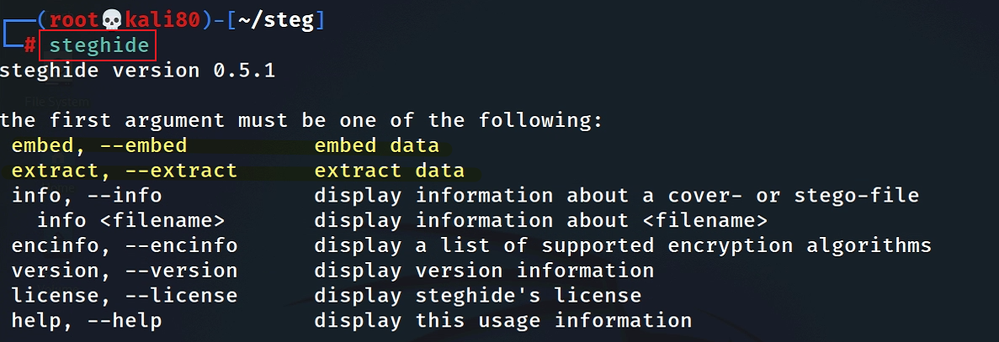 (root💀kali80)-[~/steg]
# steghide
steghide version 0.5.1
File System
the first argument must be one of the following:
embed, --embed embed data
extract, --extract extract data
info, --info display information about a cover- or stego-file
info <filename> display information about <filename>
encinfo, --encinfo display a list of supported encryption algorithms
version, --version display version information
license, --license display steghide's license
help, --help display this usage information